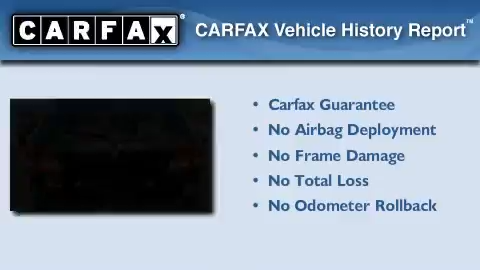 CARFAX® CARFAX Vehicle History Report™
• Carfax Guarantee
• No Airbag Deployment
• No Frame Damage
• No Total Loss
• No Odometer Rollback